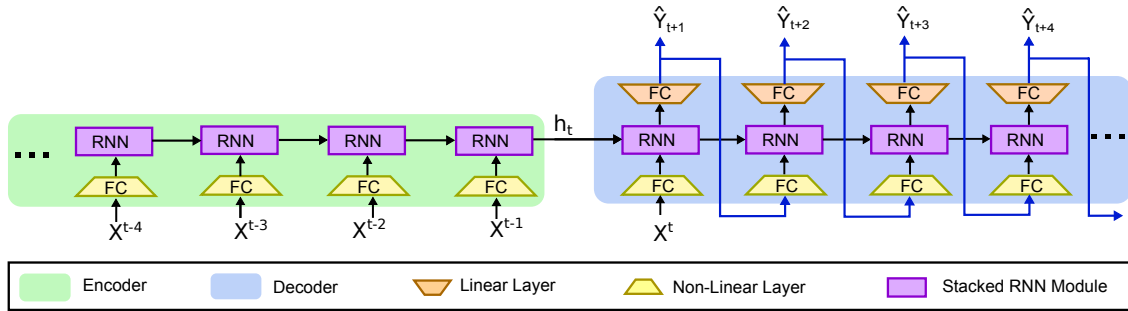 Ŷt+1 Ŷt+2 Ŷt+3 Ŷt+4
FC FC FC FC
.... RNN RNN RNN RNN ht RNN RNN RNN RNN ....
FC FC FC FC FC FC FC FC
Xt-4 Xt-3 Xt-2 Xt-1 Xt
Encoder Decoder Linear Layer Non-Linear Layer Stacked RNN Module